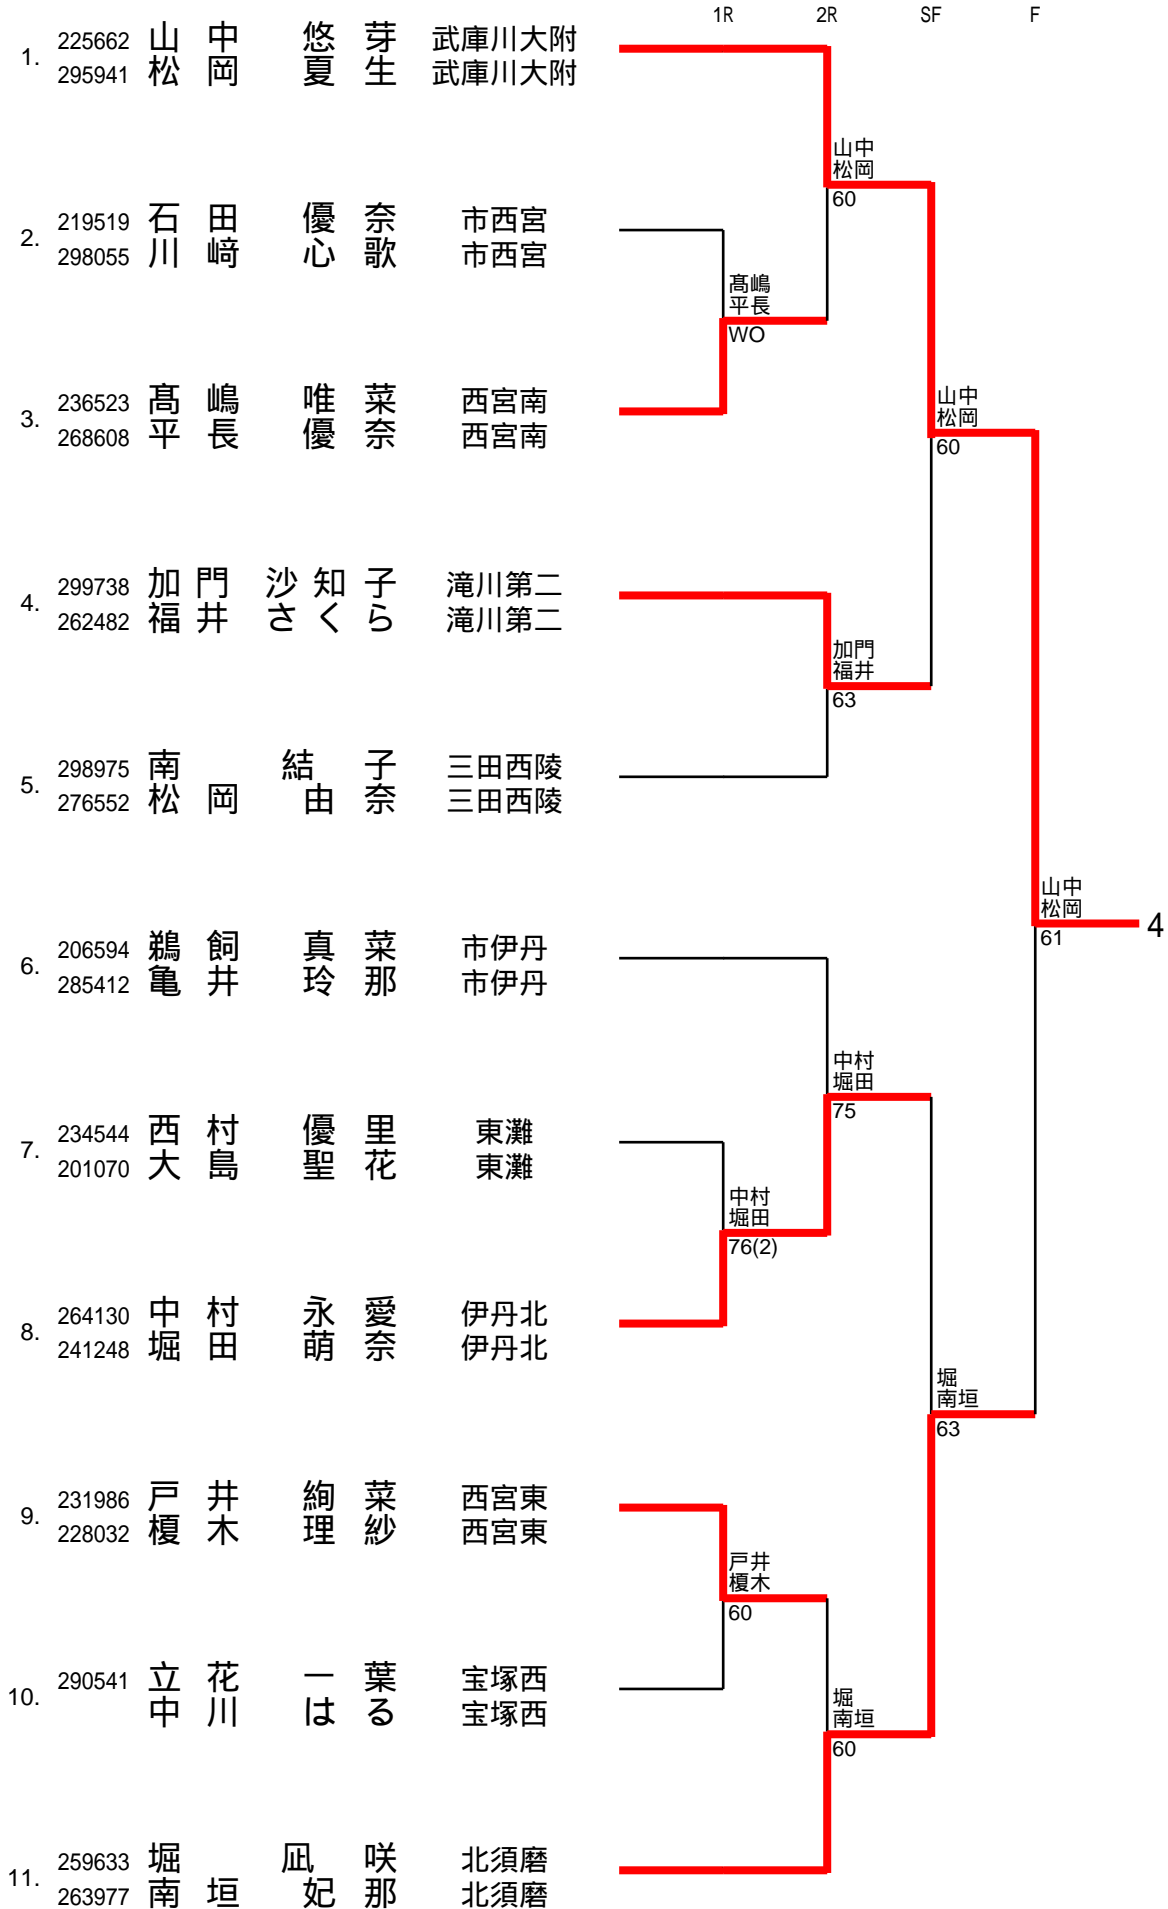 1R 2R SF F
1. 225662 山中 悠芽 武庫川大附
295941 松岡 夏生 武庫川大附
山中
松岡
60
2. 219519 石田 優奈 市西宮
298055 川﨑 心歌 市西宮
髙嶋
平長
WO
3. 236523 髙嶋 唯菜 西宮南
268608 平長 優奈 西宮南
山中
松岡
60
4. 299738 加門 沙知子 滝川第二
262482 福井 さくら 滝川第二
加門
福井
63
5. 298975 南 結子 三田西陵
276552 松岡 由奈 三田西陵
山中
松岡
61
4
6. 206594 鵜飼 真菜 市伊丹
285412 亀井 玲那 市伊丹
中村
堀田
75
7. 234544 西村 優里 東灘
201070 大島 聖花 東灘
中村
堀田
76(2)
8. 264130 中村 永愛 伊丹北
241248 堀田 萌奈 伊丹北
堀
南垣
63
9. 231986 戸井 絢菜 西宮東
228032 榎木 理紗 西宮東
戸井
榎木
60
10. 290541 立花 一葉 宝塚西
中川 はる 宝塚西
堀
南垣
60
11. 259633 堀 凪咲 北須磨
263977 南垣 妃那 北須磨